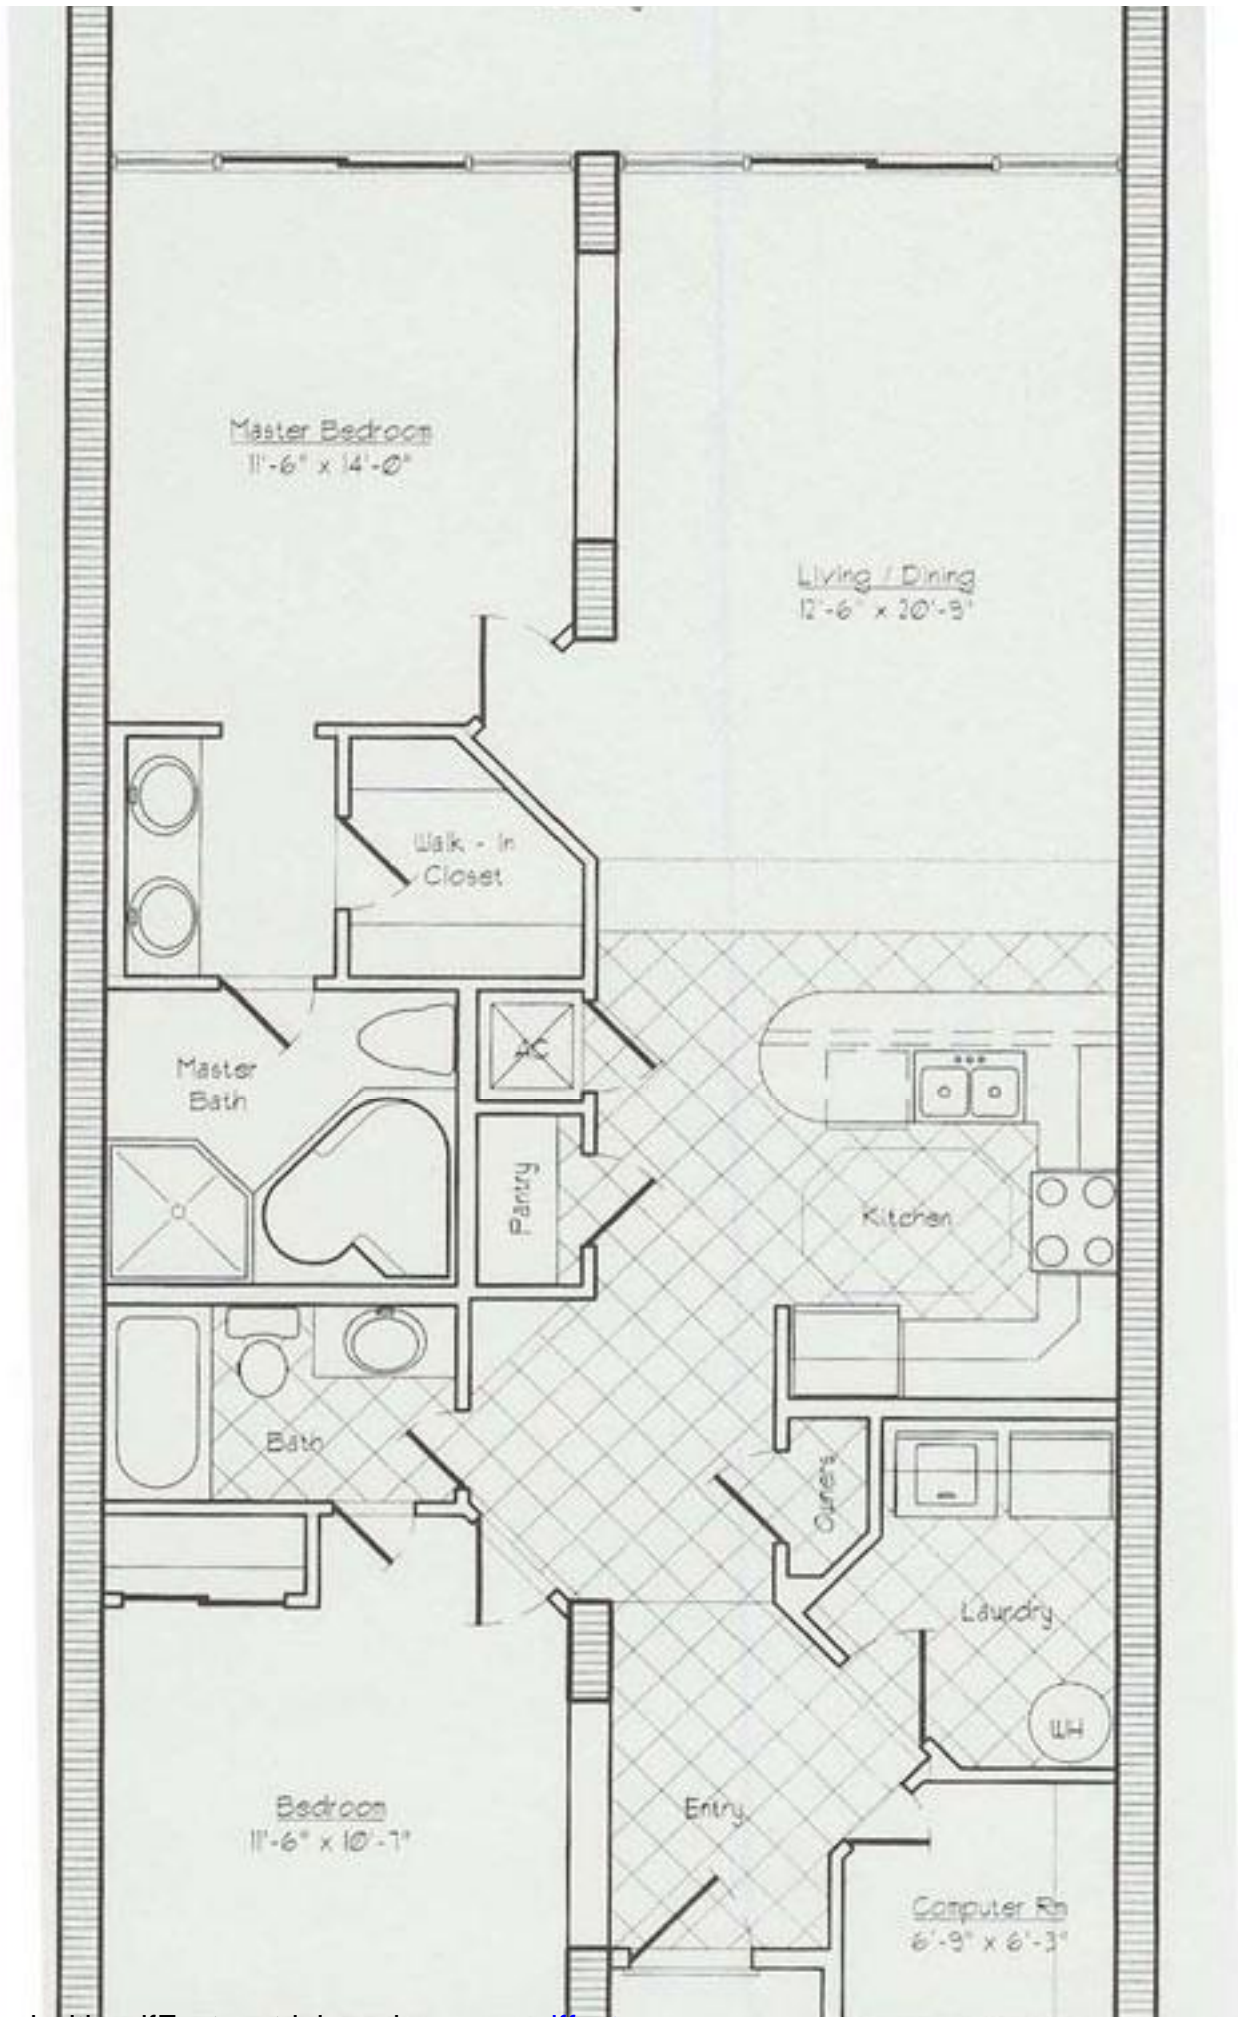 Master Bedroom
11'-6" x 14'-0"
Living / Dining
12'-6" x 20'-9"
Walk - In
Closet
Master
Bath
AC
Pantry
Kitchen
Bath
Owners
Laundry
WH
Bedroom
11'-6" x 10'-7"
Entry
Computer Rm
6'-9" x 6'-3"